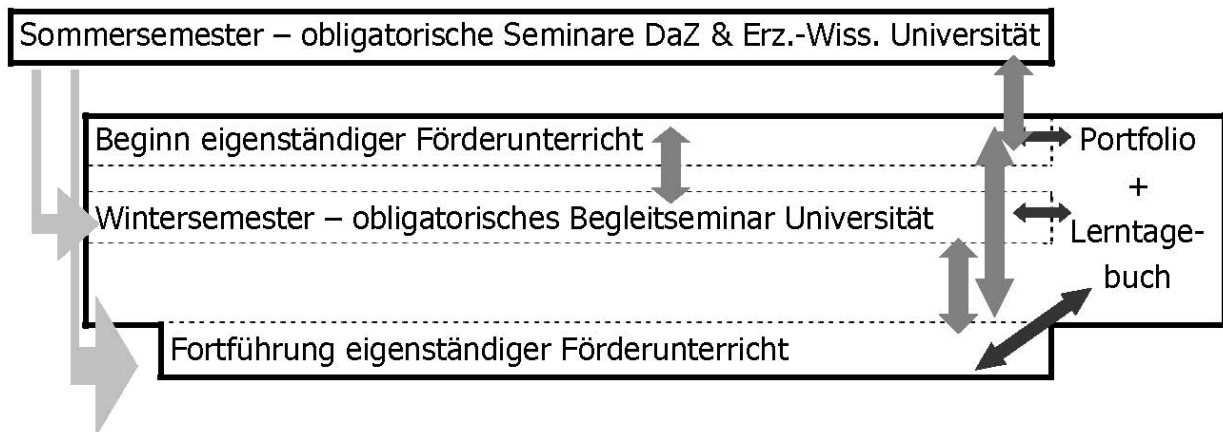 Sommersemester – obligatorische Seminare DaZ & Erz.-Wiss. Universität
Beginn eigenständiger Förderunterricht
Wintersemester – obligatorisches Begleitseminar Universität
Fortführung eigenständiger Förderunterricht
Portfolio
+
Lerntage-
buch